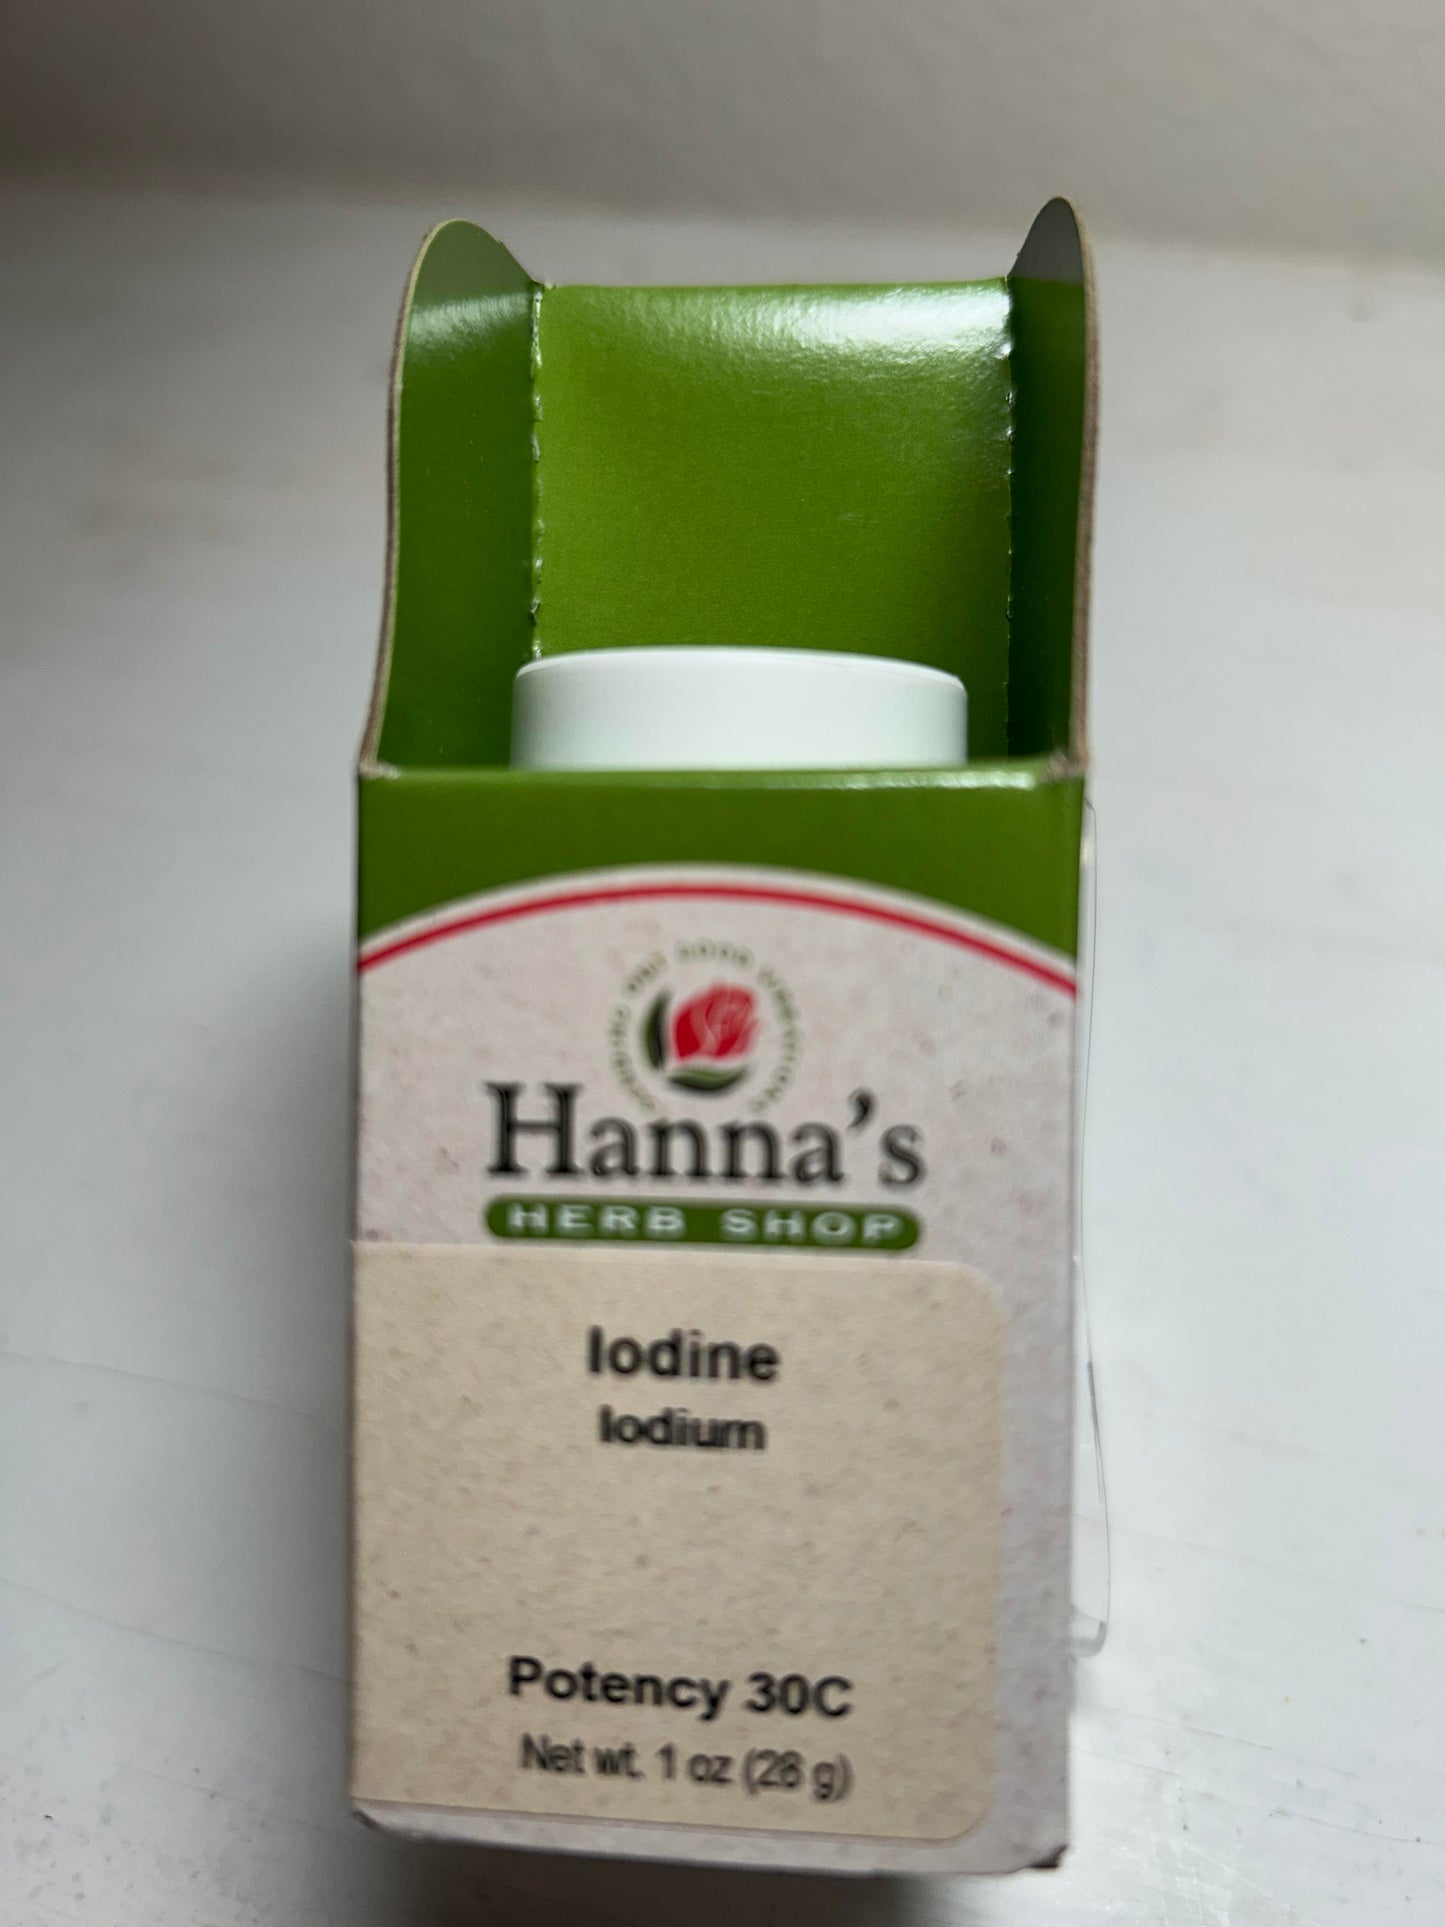 Hanna's
HERB SHOP
Iodine
Iodium
Potency 30C
Net wt. 1 oz (28 g)